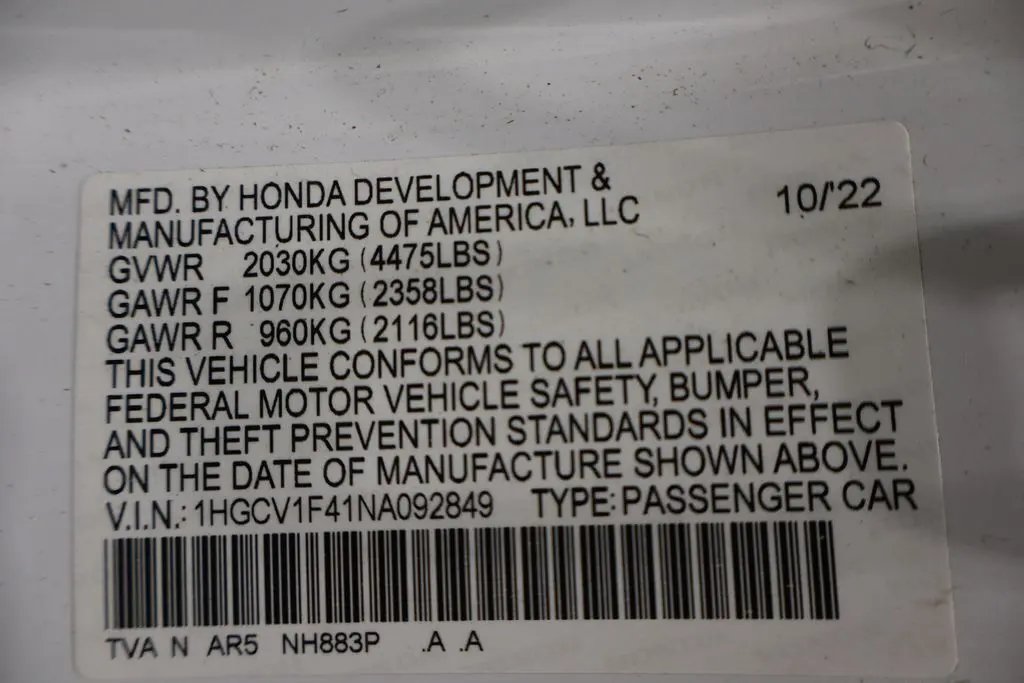 MFD. BY HONDA DEVELOPMENT &
MANUFACTURING OF AMERICA, LLC 10/'22
GVWR 2030KG (4475LBS)
GAWR F 1070KG (2358LBS)
GAWR R 960KG (2116LBS)
THIS VEHICLE CONFORMS TO ALL APPLICABLE
FEDERAL MOTOR VEHICLE SAFETY, BUMPER,
AND THEFT PREVENTION STANDARDS IN EFFECT
ON THE DATE OF MANUFACTURE SHOWN ABOVE.
V.I.N.: 1HGCV1F41NA092849 TYPE: PASSENGER CAR
TVA N AR5 NH883P .A .A